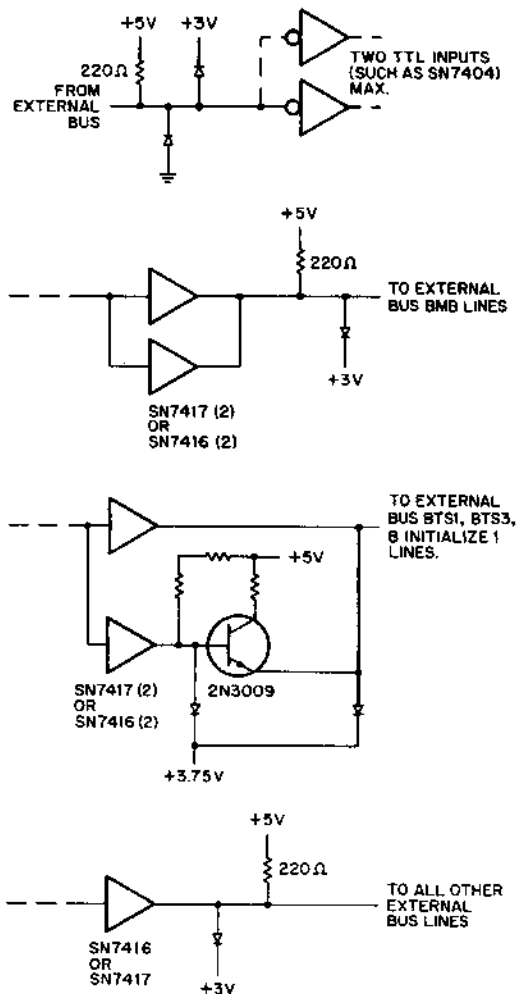 +5V
+3V
220Ω
FROM
EXTERNAL
BUS
TWO TTL INPUTS
(SUCH AS SN7404)
MAX.
+5V
220Ω
TO EXTERNAL
BUS BMB LINES
+3V
SN7417 (2)
OR
SN7416 (2)
TO EXTERNAL
BUS BTS1, BTS3,
B INITIALIZE 1
LINES.
+5V
SN7417 (2)
OR
SN7416 (2)
2N3009
+3.75V
+5V
220Ω
TO ALL OTHER
EXTERNAL
BUS LINES
SN7416
OR
SN7417
+3V